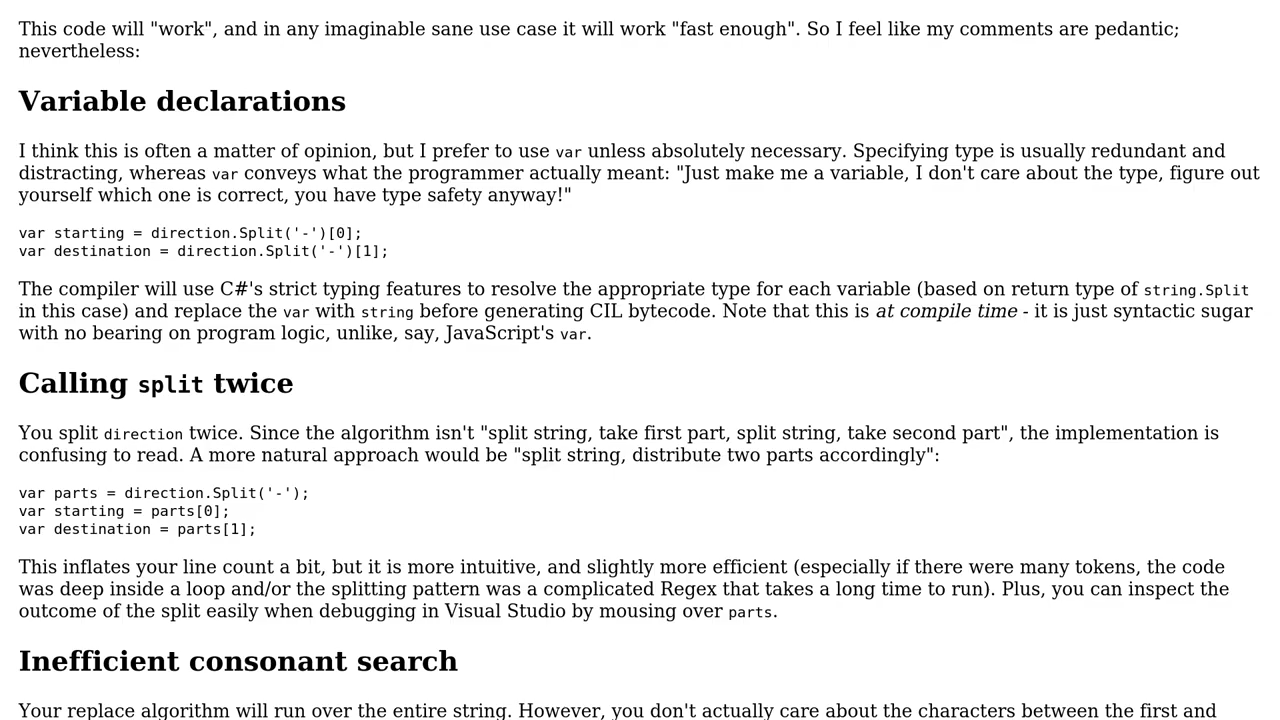 This code will "work", and in any imaginable sane use case it will work "fast enough". So I feel like my comments are pedantic;
nevertheless:
Variable declarations
I think this is often a matter of opinion, but I prefer to use var unless absolutely necessary. Specifying type is usually redundant and
distracting, whereas var conveys what the programmer actually meant: "Just make me a variable, I don't care about the type, figure out
yourself which one is correct, you have type safety anyway!"
var starting = direction.Split('-')[0];
var destination = direction.Split('-')[1];
The compiler will use C#'s strict typing features to resolve the appropriate type for each variable (based on return type of string.Split
in this case) and replace the var with string before generating CIL bytecode. Note that this is at compile time - it is just syntactic sugar
with no bearing on program logic, unlike, say, JavaScript's var.
Calling split twice
You split direction twice. Since the algorithm isn't "split string, take first part, split string, take second part", the implementation is
confusing to read. A more natural approach would be "split string, distribute two parts accordingly":
var parts = direction.Split('-');
var starting = parts[0];
var destination = parts[1];
This inflates your line count a bit, but it is more intuitive, and slightly more efficient (especially if there were many tokens, the code
was deep inside a loop and/or the splitting pattern was a complicated Regex that takes a long time to run). Plus, you can inspect the
outcome of the split easily when debugging in Visual Studio by mousing over parts.
Inefficient consonant search
Your replace algorithm will run over the entire string. However, you don't actually care about the characters between the first and